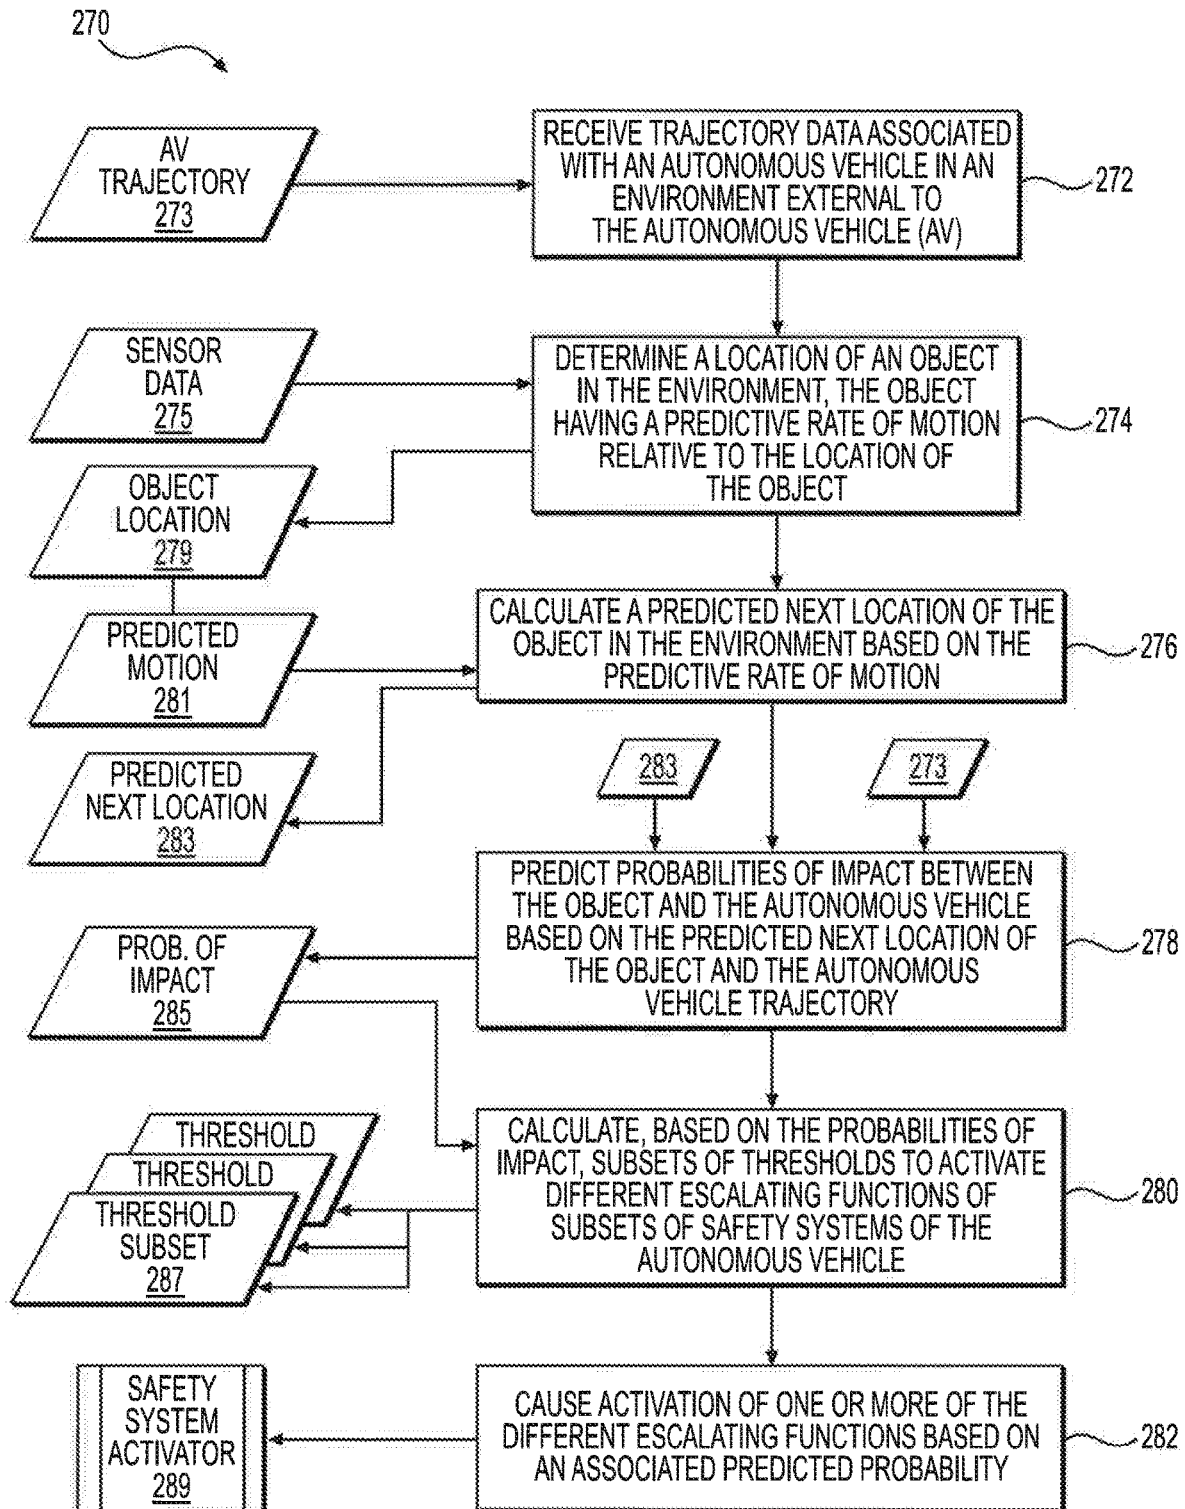 270
AV
TRAJECTORY
273
RECEIVE TRAJECTORY DATA ASSOCIATED
WITH AN AUTONOMOUS VEHICLE IN AN
ENVIRONMENT EXTERNAL TO
THE AUTONOMOUS VEHICLE (AV)
272
SENSOR
DATA
275
DETERMINE A LOCATION OF AN OBJECT
IN THE ENVIRONMENT, THE OBJECT
HAVING A PREDICTIVE RATE OF MOTION
RELATIVE TO THE LOCATION OF
THE OBJECT
274
OBJECT
LOCATION
279
PREDICTED
MOTION
281
CALCULATE A PREDICTED NEXT LOCATION OF THE
OBJECT IN THE ENVIRONMENT BASED ON THE
PREDICTIVE RATE OF MOTION
276
PREDICTED
NEXT LOCATION
283
283
273
PREDICT PROBABILITIES OF IMPACT BETWEEN
THE OBJECT AND THE AUTONOMOUS VEHICLE
BASED ON THE PREDICTED NEXT LOCATION OF
THE OBJECT AND THE AUTONOMOUS
VEHICLE TRAJECTORY
278
PROB. OF
IMPACT
285
THRESHOLD
THRESHOLD
THRESHOLD
SUBSET
287
CALCULATE, BASED ON THE PROBABILITIES OF
IMPACT, SUBSETS OF THRESHOLDS TO ACTIVATE
DIFFERENT ESCALATING FUNCTIONS OF
SUBSETS OF SAFETY SYSTEMS OF THE
AUTONOMOUS VEHICLE
280
SAFETY
SYSTEM
ACTIVATOR
289
CAUSE ACTIVATION OF ONE OR MORE OF THE
DIFFERENT ESCALATING FUNCTIONS BASED ON
AN ASSOCIATED PREDICTED PROBABILITY
282